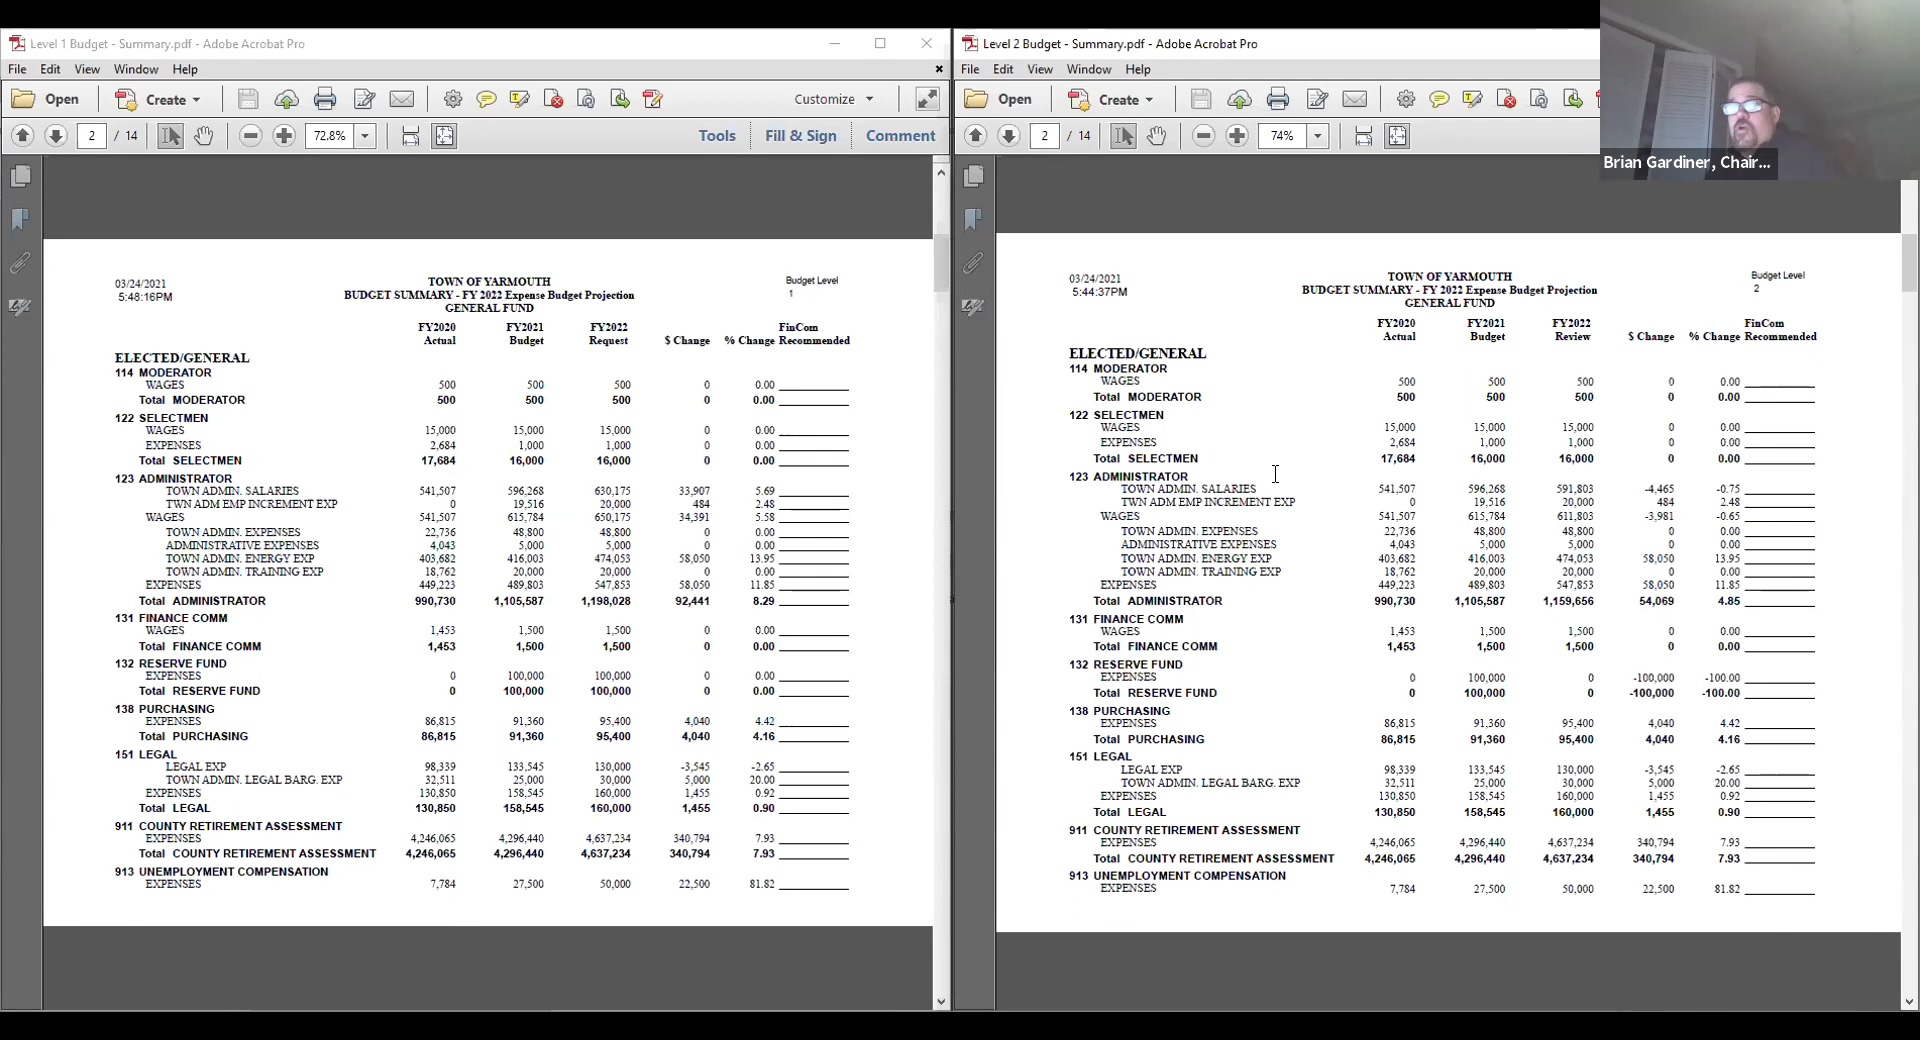 Level 1 Budget - Summary.pdf - Adobe Acrobat Pro
File Edit View Window Help
Open Create Customize
2 / 14 72.8% Tools Fill & Sign Comment
03/24/2021
5:48:16PM
TOWN OF YARMOUTH
BUDGET SUMMARY - FY 2022 Expense Budget Projection
GENERAL FUND
Budget Level
1
FY2020 FY2021 FY2022 FinCom
Actual Budget Request $ Change % Change Recommended
ELECTED/GENERAL
114 MODERATOR
WAGES 500 500 500 0 0.00
Total MODERATOR 500 500 500 0 0.00
122 SELECTMEN
WAGES 15,000 15,000 15,000 0 0.00
EXPENSES 2,684 1,000 1,000 0 0.00
Total SELECTMEN 17,684 16,000 16,000 0 0.00
123 ADMINISTRATOR
TOWN ADMIN. SALARIES 541,507 596,268 630,175 33,907 5.69
TWN ADM EMP INCREMENT EXP 0 19,516 20,000 484 2.48
WAGES 541,507 615,784 650,175 34,391 5.58
TOWN ADMIN. EXPENSES 22,736 48,800 48,800 0 0.00
ADMINISTRATIVE EXPENSES 4,043 5,000 5,000 0 0.00
TOWN ADMIN. ENERGY EXP 403,682 416,003 474,053 58,050 13.95
TOWN ADMIN. TRAINING EXP 18,762 20,000 20,000 0 0.00
EXPENSES 449,223 489,803 547,853 58,050 11.85
Total ADMINISTRATOR 990,730 1,105,587 1,198,028 92,441 8.29
131 FINANCE COMM
WAGES 1,453 1,500 1,500 0 0.00
Total FINANCE COMM 1,453 1,500 1,500 0 0.00
132 RESERVE FUND
EXPENSES 0 100,000 100,000 0 0.00
Total RESERVE FUND 0 100,000 100,000 0 0.00
138 PURCHASING
EXPENSES 86,815 91,360 95,400 4,040 4.42
Total PURCHASING 86,815 91,360 95,400 4,040 4.16
151 LEGAL
LEGAL EXP 98,339 133,545 130,000 -3,545 -2.65
TOWN ADMIN. LEGAL BARG. EXP 32,511 25,000 30,000 5,000 20.00
EXPENSES 130,850 158,545 160,000 1,455 0.92
Total LEGAL 130,850 158,545 160,000 1,455 0.90
911 COUNTY RETIREMENT ASSESSMENT
EXPENSES 4,246,065 4,296,440 4,637,234 340,794 7.93
Total COUNTY RETIREMENT ASSESSMENT 4,246,065 4,296,440 4,637,234 340,794 7.93
913 UNEMPLOYMENT COMPENSATION
EXPENSES 7,784 27,500 50,000 22,500 81.82
Level 2 Budget - Summary.pdf - Adobe Acrobat Pro
File Edit View Window Help
Open Create
2 / 14 74%
Brian Gardiner, Chair...
03/24/2021
5:44:37PM
TOWN OF YARMOUTH
BUDGET SUMMARY - FY 2022 Expense Budget Projection
GENERAL FUND
Budget Level
2
FY2020 FY2021 FY2022 FinCom
Actual Budget Review $ Change % Change Recommended
ELECTED/GENERAL
114 MODERATOR
WAGES 500 500 500 0 0.00
Total MODERATOR 500 500 500 0 0.00
122 SELECTMEN
WAGES 15,000 15,000 15,000 0 0.00
EXPENSES 2,684 1,000 1,000 0 0.00
Total SELECTMEN 17,684 16,000 16,000 0 0.00
123 ADMINISTRATOR
TOWN ADMIN. SALARIES 541,507 596,268 591,803 -4,465 -0.75
TWN ADM EMP INCREMENT EXP 0 19,516 20,000 484 2.48
WAGES 541,507 615,784 611,803 -3,981 -0.65
TOWN ADMIN. EXPENSES 22,736 48,800 48,800 0 0.00
ADMINISTRATIVE EXPENSES 4,043 5,000 5,000 0 0.00
TOWN ADMIN. ENERGY EXP 403,682 416,003 474,053 58,050 13.95
TOWN ADMIN. TRAINING EXP 18,762 20,000 20,000 0 0.00
EXPENSES 449,223 489,803 547,853 58,050 11.85
Total ADMINISTRATOR 990,730 1,105,587 1,159,656 54,069 4.85
131 FINANCE COMM
WAGES 1,453 1,500 1,500 0 0.00
Total FINANCE COMM 1,453 1,500 1,500 0 0.00
132 RESERVE FUND
EXPENSES 0 100,000 0 -100,000 -100.00
Total RESERVE FUND 0 100,000 0 -100,000 -100.00
138 PURCHASING
EXPENSES 86,815 91,360 95,400 4,040 4.42
Total PURCHASING 86,815 91,360 95,400 4,040 4.16
151 LEGAL
LEGAL EXP 98,339 133,545 130,000 -3,545 -2.65
TOWN ADMIN. LEGAL BARG. EXP 32,511 25,000 30,000 5,000 20.00
EXPENSES 130,850 158,545 160,000 1,455 0.92
Total LEGAL 130,850 158,545 160,000 1,455 0.90
911 COUNTY RETIREMENT ASSESSMENT
EXPENSES 4,246,065 4,296,440 4,637,234 340,794 7.93
Total COUNTY RETIREMENT ASSESSMENT 4,246,065 4,296,440 4,637,234 340,794 7.93
913 UNEMPLOYMENT COMPENSATION
EXPENSES 7,784 27,500 50,000 22,500 81.82